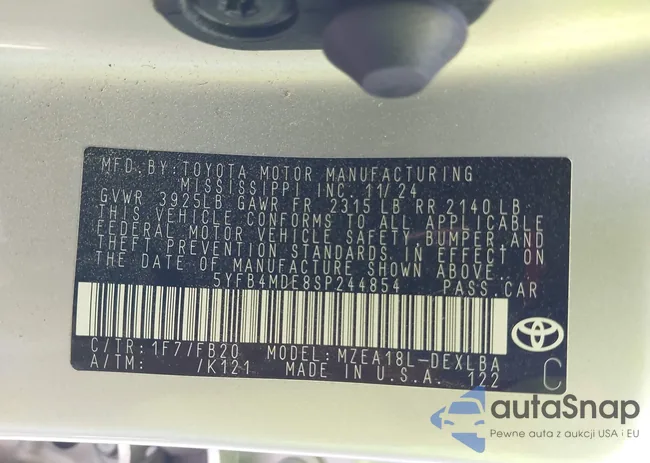 MFD.BY:TOYOTA MOTOR MANUFACTURING
MISSISSIPPI INC. 11/24
GVWR 3925LB GAWR FR 2315 LB RR 2140 LB
THIS VEHICLE CONFORMS TO ALL APPLICABLE
FEDERAL MOTOR VEHICLE SAFETY, BUMPER AND
THEFT PREVENTION STANDARDS IN EFFECT ON
THE DATE OF MANUFACTURE SHOWN ABOVE.
5YFB4MDE8SP244854 PASS.CAR
C/TR: 1F7/FB20 MODEL: MZEA18L-DEXLBA
A/TM: /K121 MADE IN U.S.A. 122 C
autaSnap
Pewne auta z aukcji USA i EU